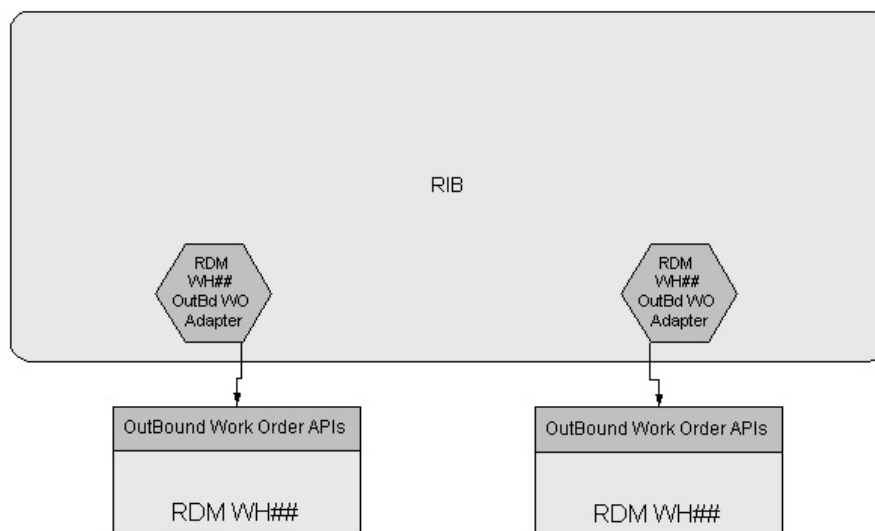 RIB
RDM
WH##
OutBd WO
Adapter
RDM
WH##
OutBd WO
Adapter
OutBound Work Order APIs
OutBound Work Order APIs
RDM WH##
RDM WH##